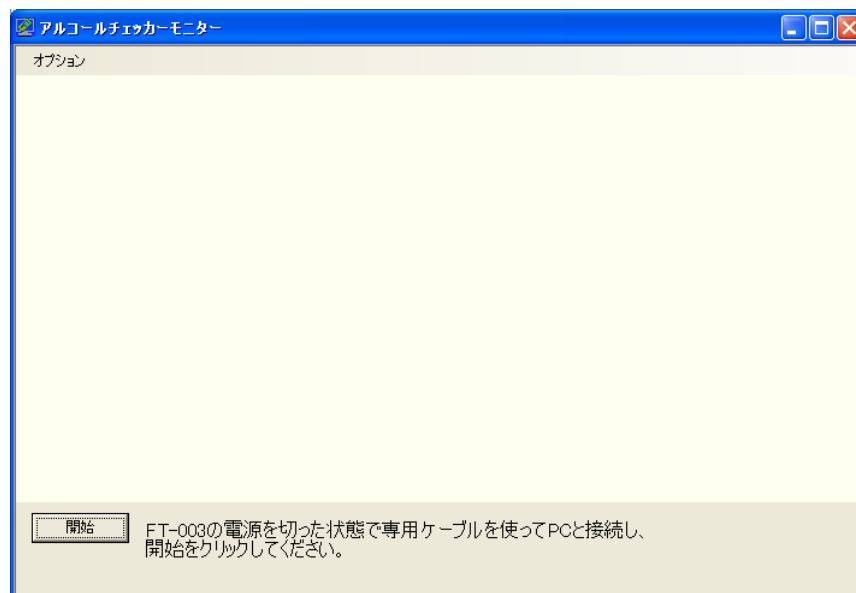 アルコールチェッカーモニター
オプション
開始
FT-003の電源を切った状態で専用ケーブルを使ってPCと接続し、
開始をクリックしてください。